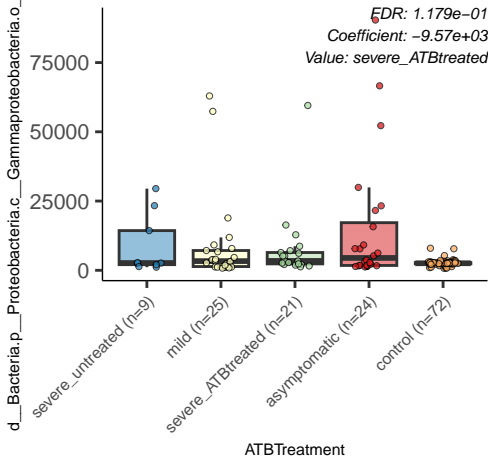 FDR: 1.179e−01
Coefficient: −9.57e+03
Value: severe_ATBtreated
d__Bacteria.p__Proteobacteria.c__Gammaproteobacteria.o_
75000
50000
25000
0
severe_untreated (n=9)
mild (n=25)
severe_ATBtreated (n=21)
asymptomatic (n=24)
control (n=72)
ATBTreatment